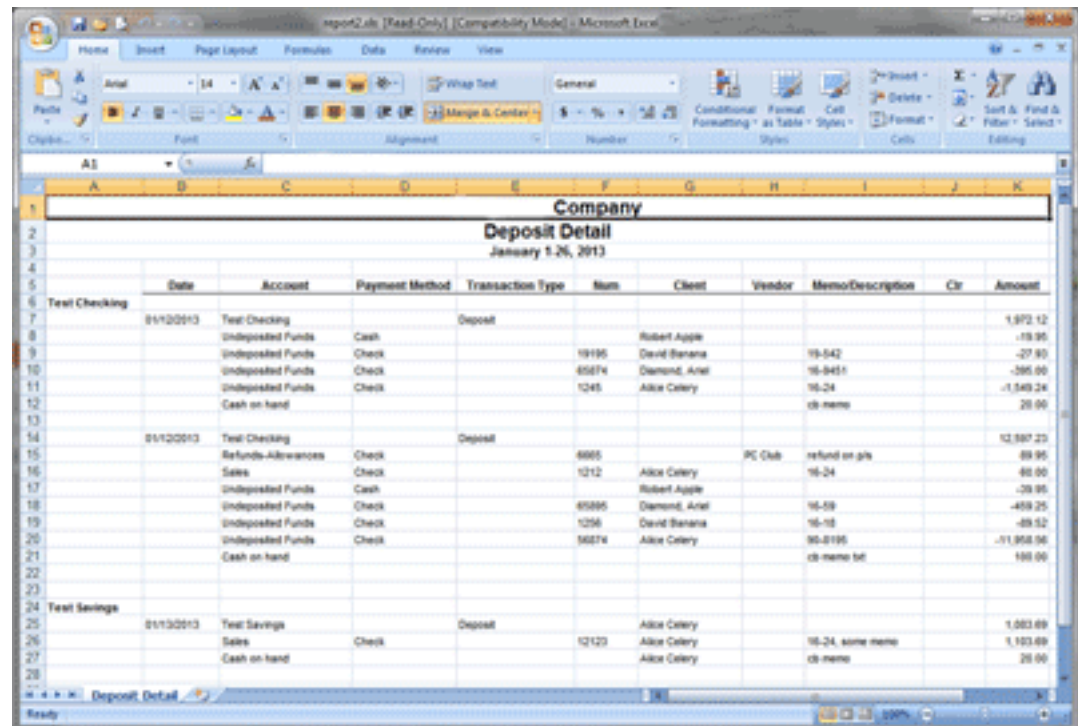 report2.xls [Read-Only] [Compatibility Mode] - Microsoft Excel
Home Insert Page Layout Formulas Data Review View
Paste Arial 14 Wrap Text General Conditional Formatting Format as Table Cell Styles Insert Sort & Filter Find & Select
B I U Merge & Center $ % , Delete
Format
Font Alignment Number Styles Cells Editing
A1 fx
A B C D E F G H I J K
1 Company
2 Deposit Detail
3 January 1-26, 2013
4
5 Date Account Payment Method Transaction Type Num Client Vendor Memo/Description Clr Amount
6 Test Checking
7 01/12/2013 Test Checking Deposit 1,972.12
8 Undeposited Funds Cash Robert Apple -19.95
9 Undeposited Funds Check 19195 David Banana 19-542 -27.93
10 Undeposited Funds Check 65874 Diamond, Ariel 16-9451 -395.00
11 Undeposited Funds Check 1245 Alice Celery 16-24 -1,549.24
12 Cash on hand cb memo 20.00
13
14 01/12/2013 Test Checking Deposit 12,597.23
15 Refunds-Allowances Check 6665 PC Club refund on p/s 89.95
16 Sales Check 1212 Alice Celery 16-24 60.00
17 Undeposited Funds Cash Robert Apple -39.95
18 Undeposited Funds Check 65895 Diamond, Ariel 16-59 -459.25
19 Undeposited Funds Check 1256 David Banana 16-18 -89.52
20 Undeposited Funds Check 56874 Alice Celery 90-8195 -11,958.56
21 Cash on hand cb memo txt 100.00
22
23
24 Test Savings
25 01/13/2013 Test Savings Deposit Alice Celery 1,083.69
26 Sales Check 12123 Alice Celery 16-24, some memo 1,103.69
27 Cash on hand Alice Celery cb memo 20.00
28
Deposit Detail
Ready 100%